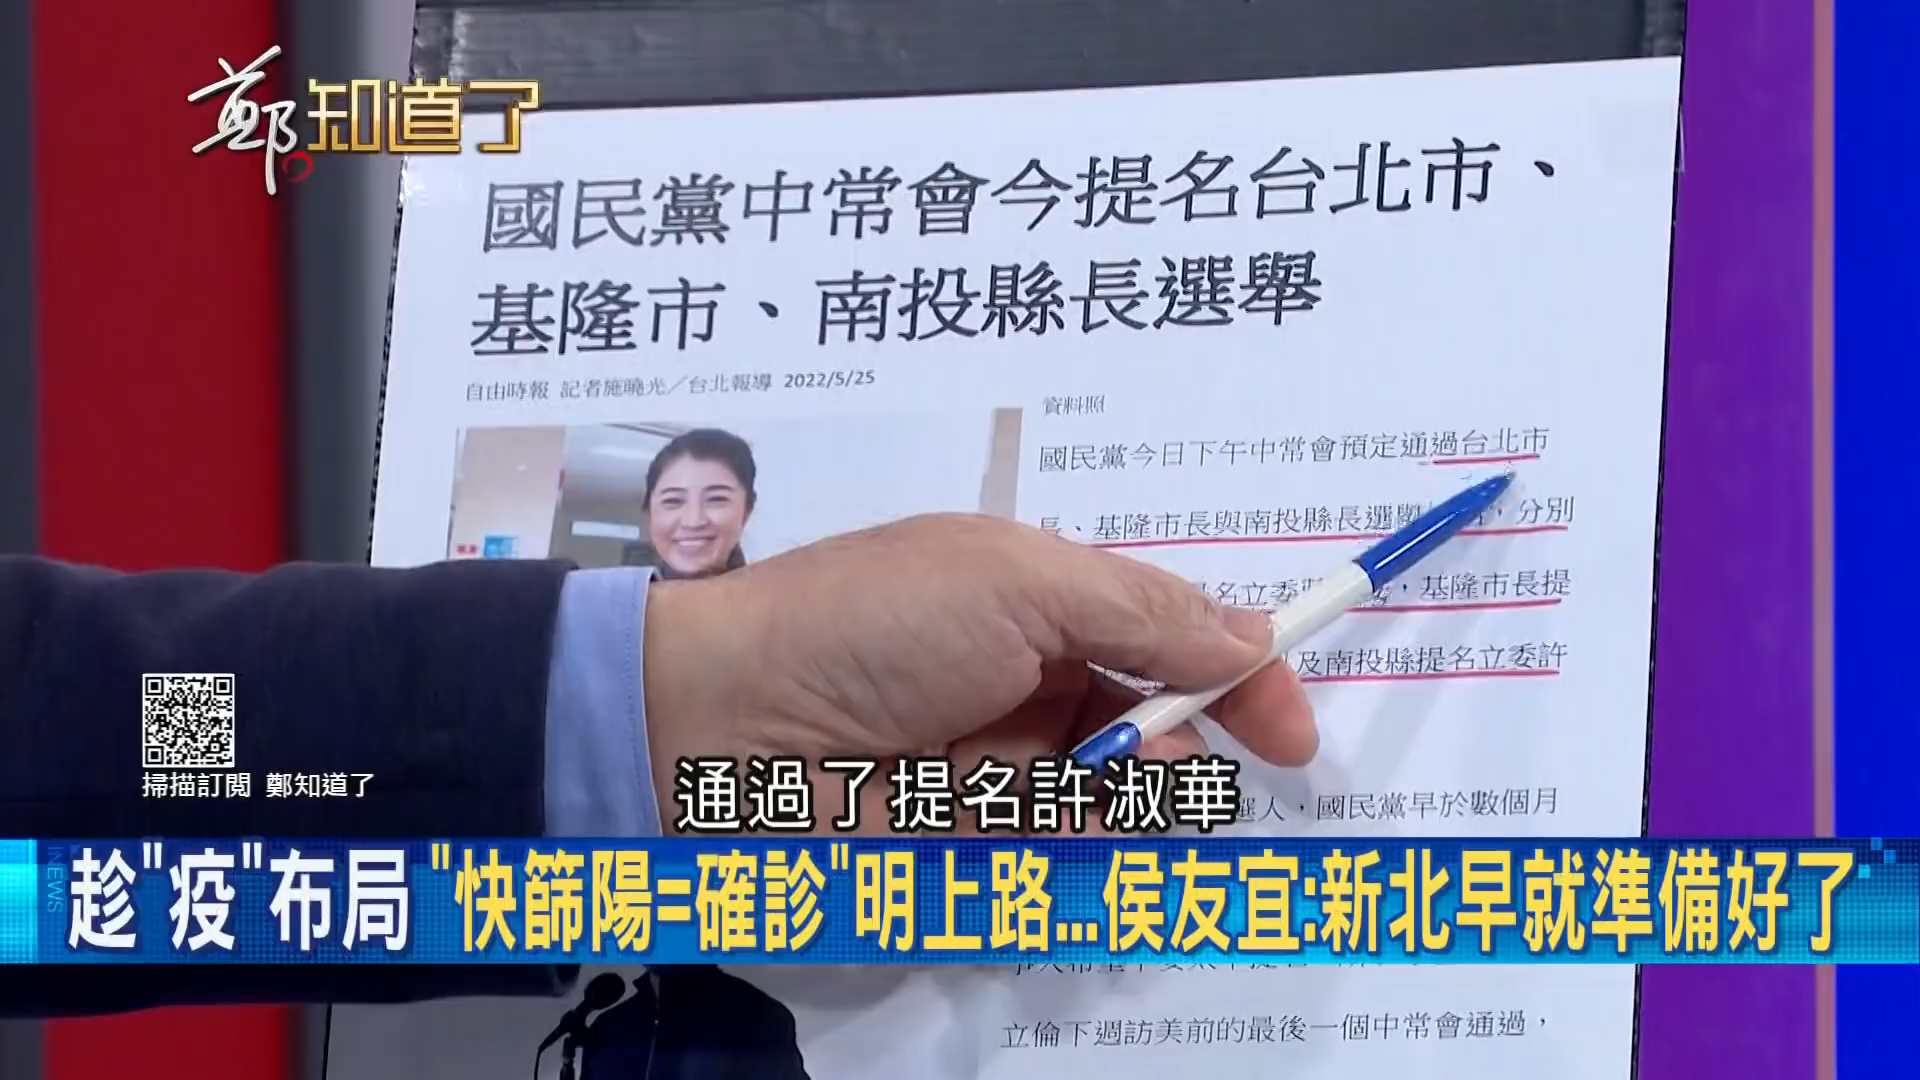 鄭知道了
國民黨中常會今提名台北市、
基隆市、南投縣長選舉
自由時報 記者施曉光／台北報導 2022/5/25
資料照
國民黨今日下午中常會預定通過台北市
長、基隆市長與南投縣長選舉
，分別
名立委
，基隆市長提
及南投縣提名立委許
選人，國民黨早於數個月
掃描訂閱 鄭知道了
通過了提名許淑華
INEWS
趁"疫"布局 "快篩陽=確診"明上路...侯友宜:新北早就準備好了
立倫下週訪美前的最後一個中常會通過，